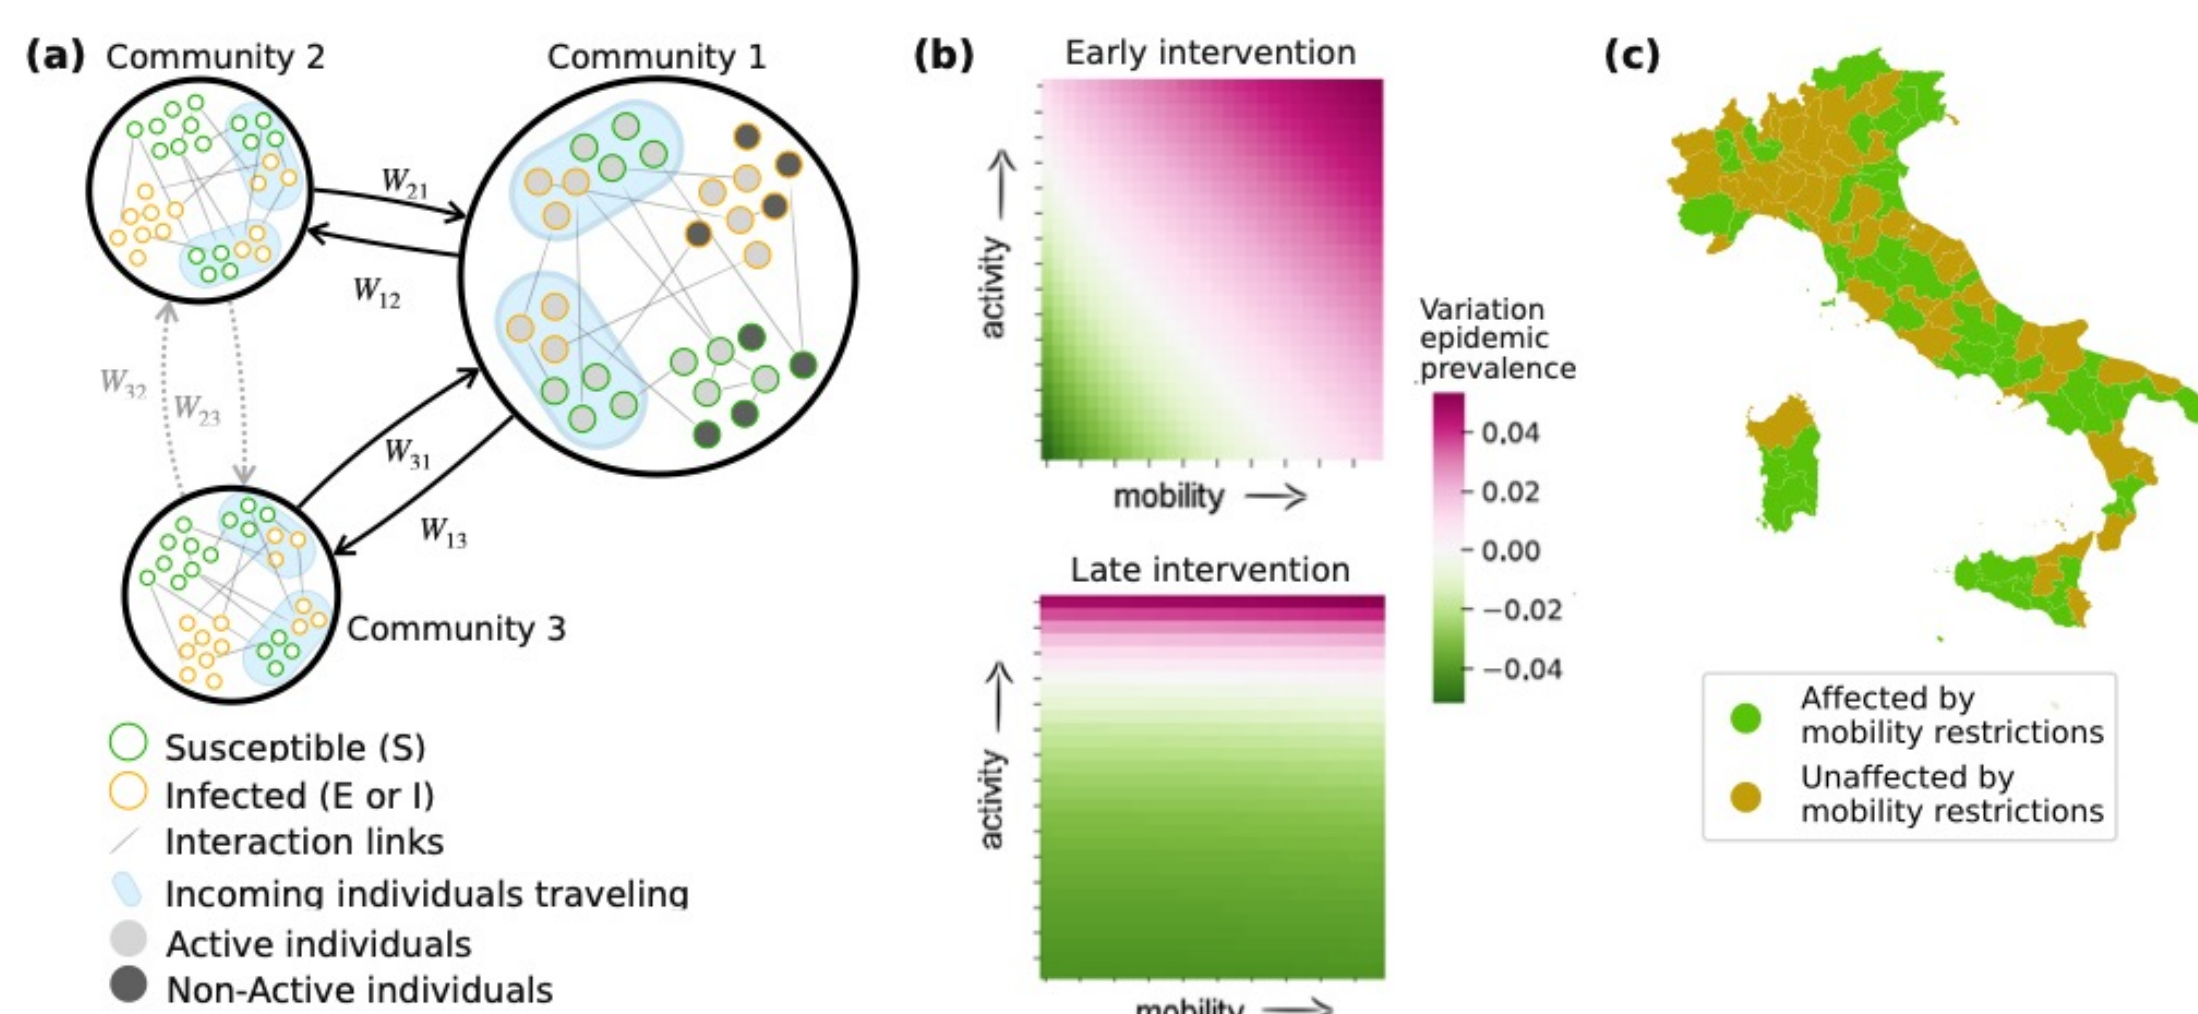 (a)
Community 2
Community 1
W21
W12
W32
W23
W31
W13
Community 3
Susceptible (S)
Infected (E or I)
Interaction links
Incoming individuals traveling
Active individuals
Non-Active individuals
(b)
Early intervention
activity
mobility
Late intervention
activity
mobility
Variation
epidemic
prevalence
0.04
0.02
0.00
−0.02
−0.04
(c)
Affected by
mobility restrictions
Unaffected by
mobility restrictions